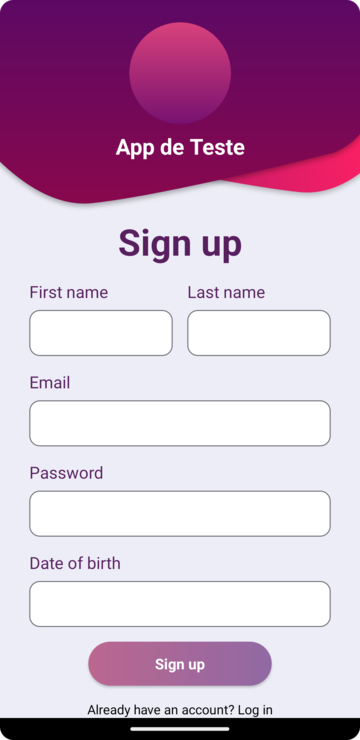 App de Teste
Sign up
First name Last name
Email
Password
Date of birth
Sign up
Already have an account? Log in